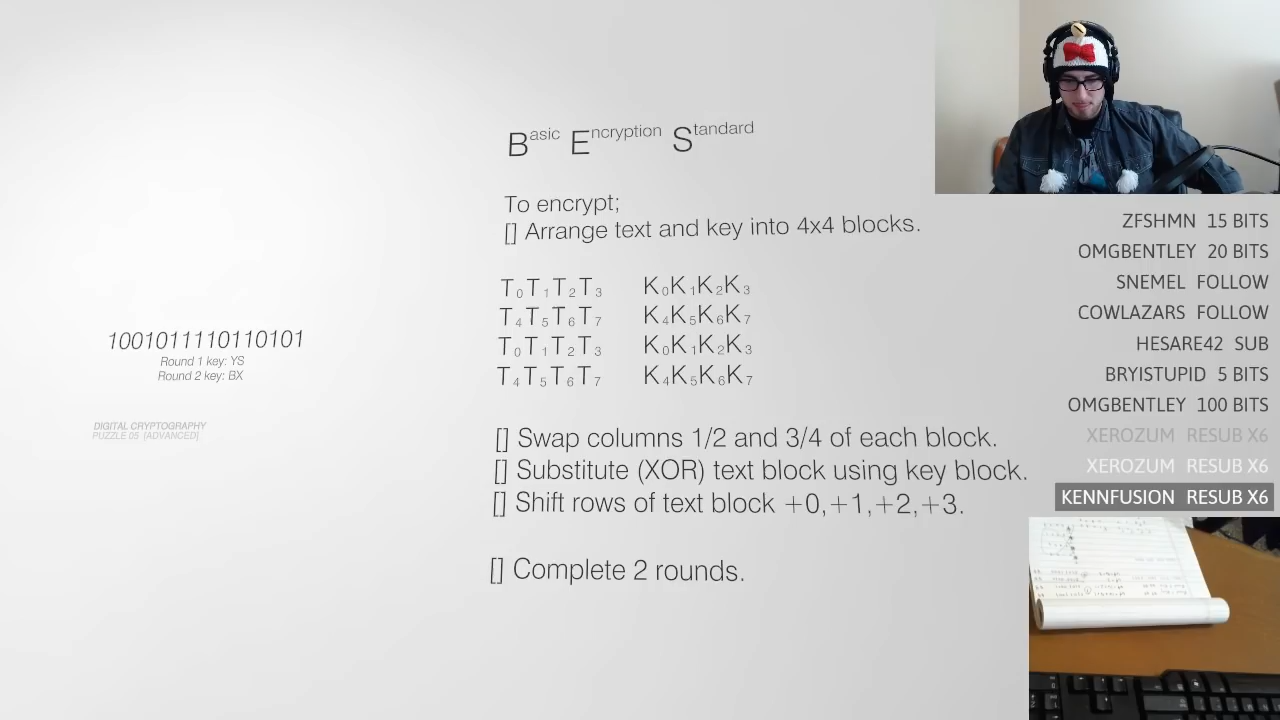 Basic Encryption Standard
To encrypt;
[] Arrange text and key into 4x4 blocks.
T0T1T2T3 K0K1K2K3
T4T5T6T7 K4K5K6K7
T0T1T2T3 K0K1K2K3
T4T5T6T7 K4K5K6K7
[] Swap columns 1/2 and 3/4 of each block.
[] Substitute (XOR) text block using key block.
[] Shift rows of text block +0,+1,+2,+3.
[] Complete 2 rounds.
1001011110110101
Round 1 key: YS
Round 2 key: BX
DIGITAL CRYPTOGRAPHY
PUZZLE 05 [ADVANCED]
ZFSHMN 15 BITS
OMGBENTLEY 20 BITS
SNEMEL FOLLOW
COWLAZARS FOLLOW
HESARE42 SUB
BRYISTUPID 5 BITS
OMGBENTLEY 100 BITS
XEROZUM RESUB X6
XEROZUM RESUB X6
KENNFUSION RESUB X6